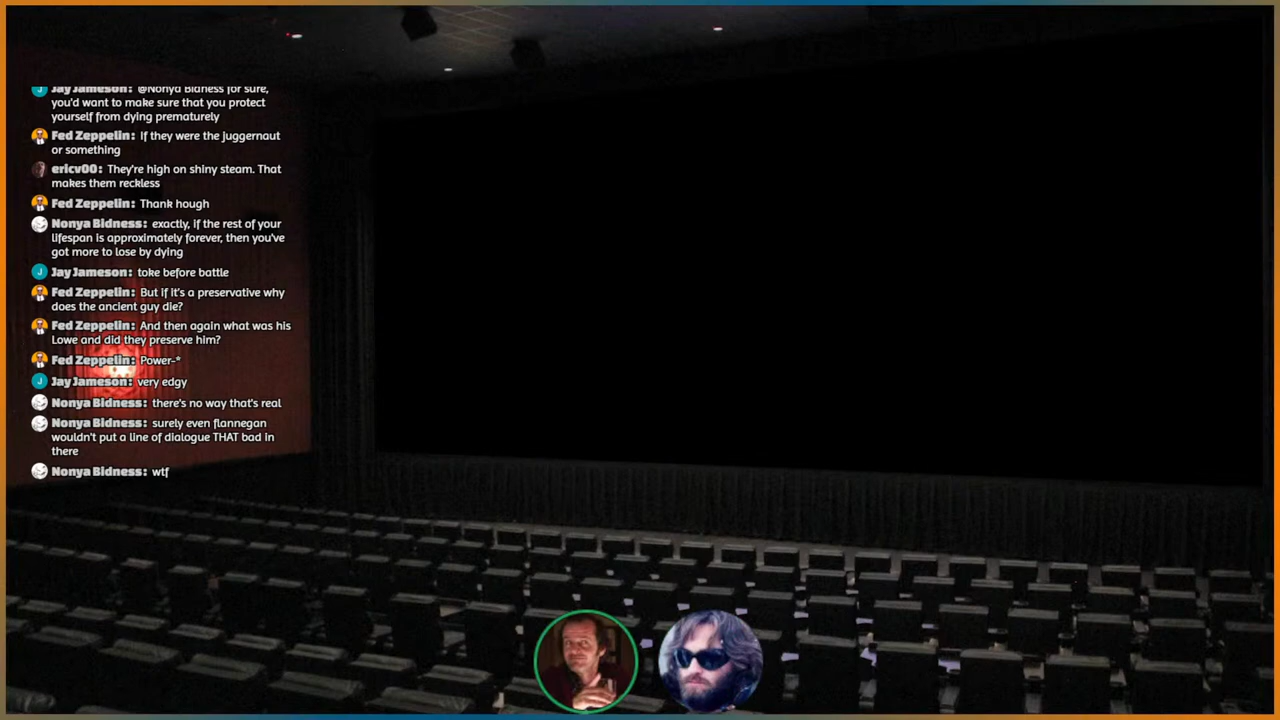 Jay Jameson: @Nonya Bidness for sure,
you'd want to make sure that you protect
yourself from dying prematurely
Fed Zeppelin: If they were the juggernaut
or something
ericv00: They're high on shiny steam. That
makes them reckless
Fed Zeppelin: Thank hough
Nonya Bidness: exactly, if the rest of your
lifespan is approximately forever, then you've
got more to lose by dying
J Jay Jameson: toke before battle
Fed Zeppelin: But if it's a preservative why
does the ancient guy die?
Fed Zeppelin: And then again what was his
Lowe and did they preserve him?
Fed Zeppelin: Power-*
J Jay Jameson: very edgy
Nonya Bidness: there's no way that's real
Nonya Bidness: surely even flannegan
wouldn't put a line of dialogue THAT bad in
there
Nonya Bidness: wtf